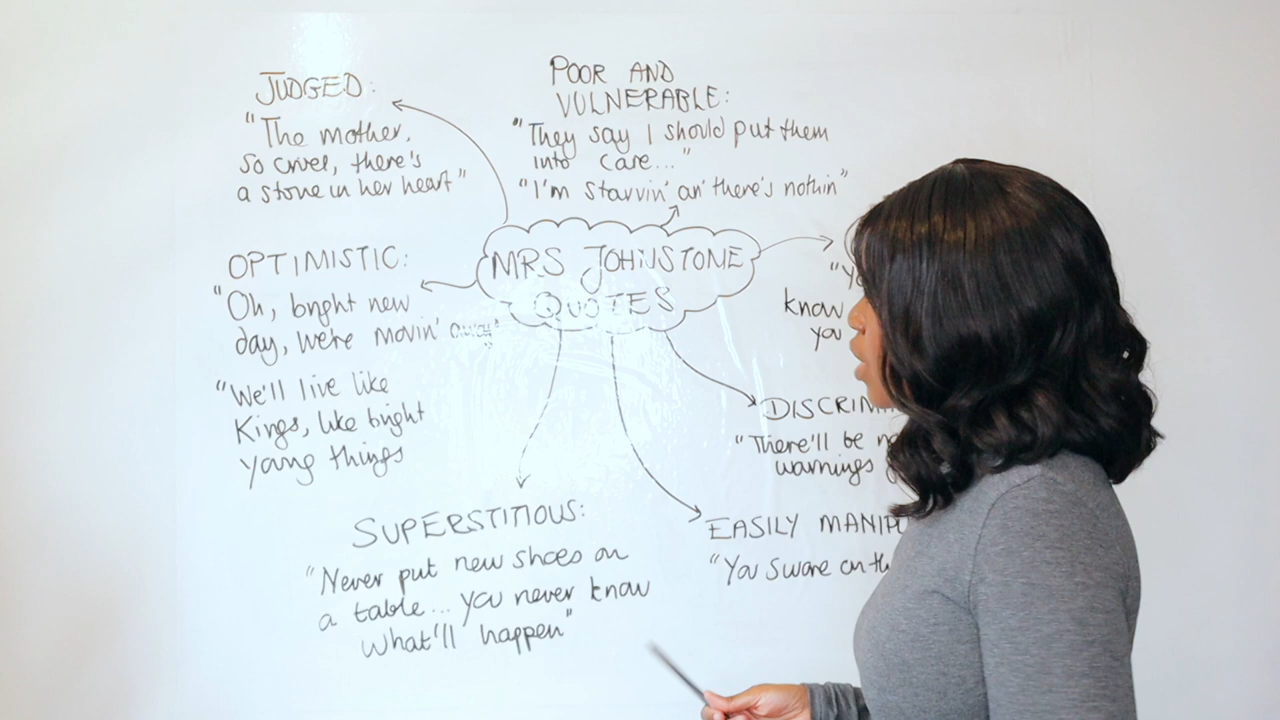 MRS JOHNSTONE
QUOTES
JUDGED:
"The mother,
so cruel, there's
a stone in her heart"
POOR AND
VULNERABLE:
"They say I should put them
into care..."
"I'm starvin' an' there's nothin"
OPTIMISTIC:
"Oh, bright new
day, we're movin' away"
"We'll live like
Kings, like bright
young things
know
you
"There'll be
warnings
EASILY
"You swore on
SUPERSTITIOUS:
"Never put new shoes on
a table... you never know
what'll happen"